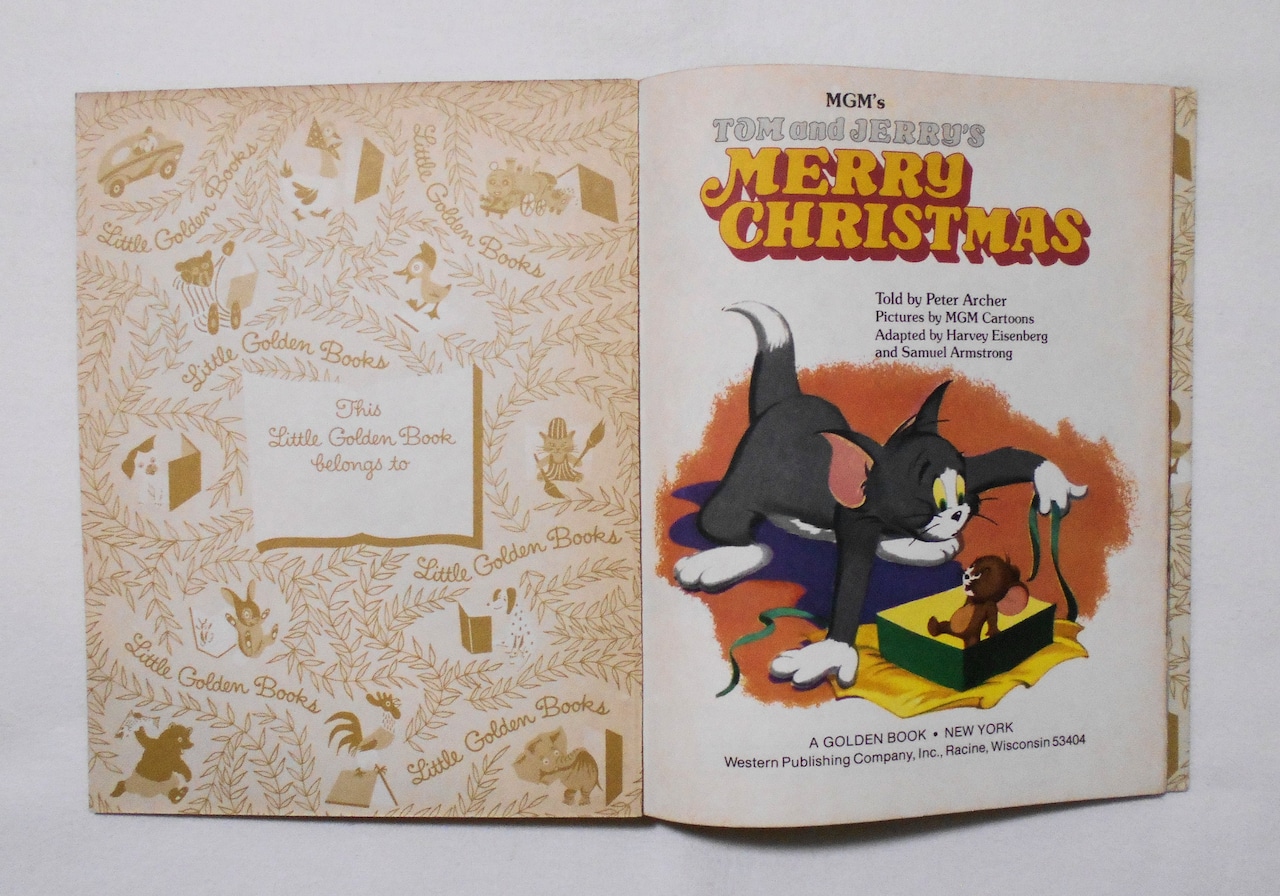 Little Golden Books
Little Golden Books
Little Golden Books
This
Little Golden Book
belongs to
Little Golden Books
Little Golden Books
Little Golden Books
MGM's
TOM and JERRY'S
MERRY
CHRISTMAS
Told by Peter Archer
Pictures by MGM Cartoons
Adapted by Harvey Eisenberg
and Samuel Armstrong
A GOLDEN BOOK • NEW YORK
Western Publishing Company, Inc., Racine, Wisconsin 53404